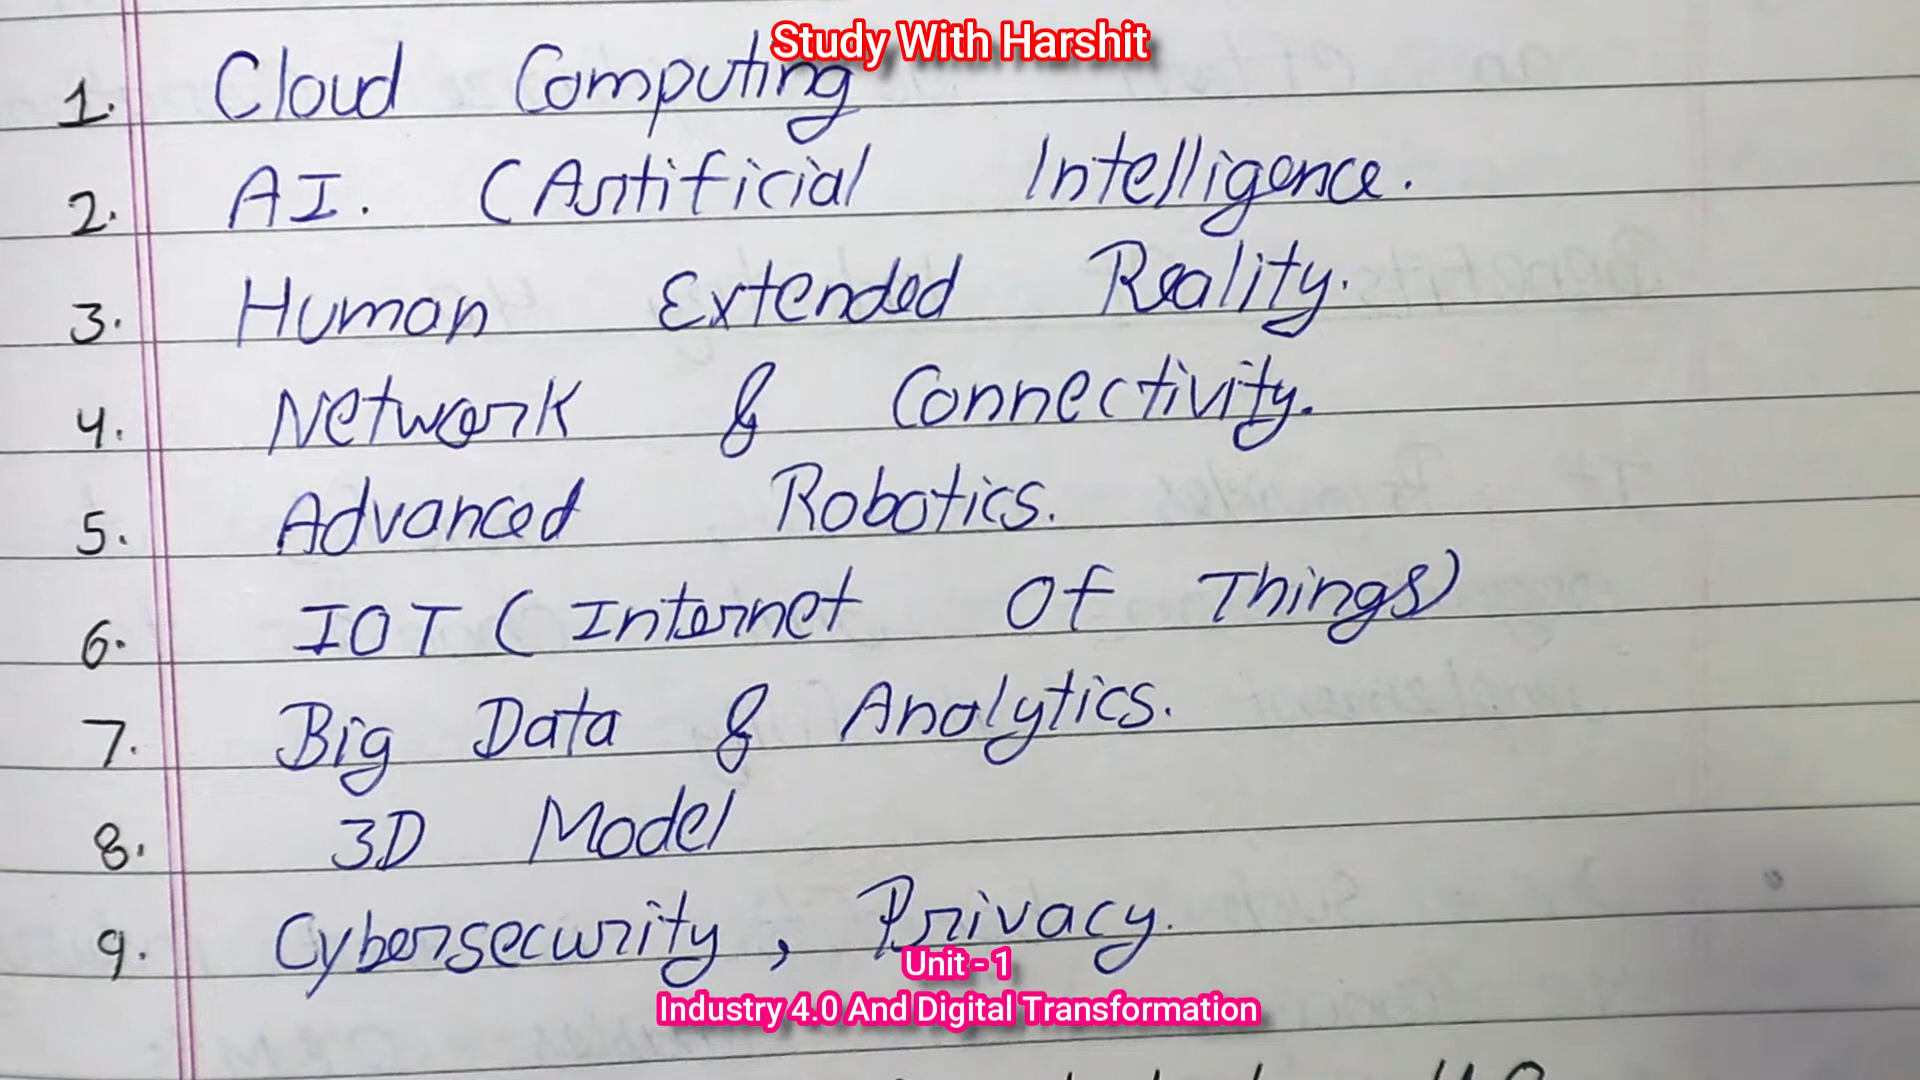 Study With Harshit
1. Cloud Computing
2. AI. (Artificial Intelligence.
3. Human Extended Reality.
4. Network & Connectivity.
5. Advanced Robotics.
6. IOT (Internet Of Things)
7. Big Data & Analytics.
8. 3D Model
9. Cybersecurity, Privacy.
Unit - 1
Industry 4.0 And Digital Transformation